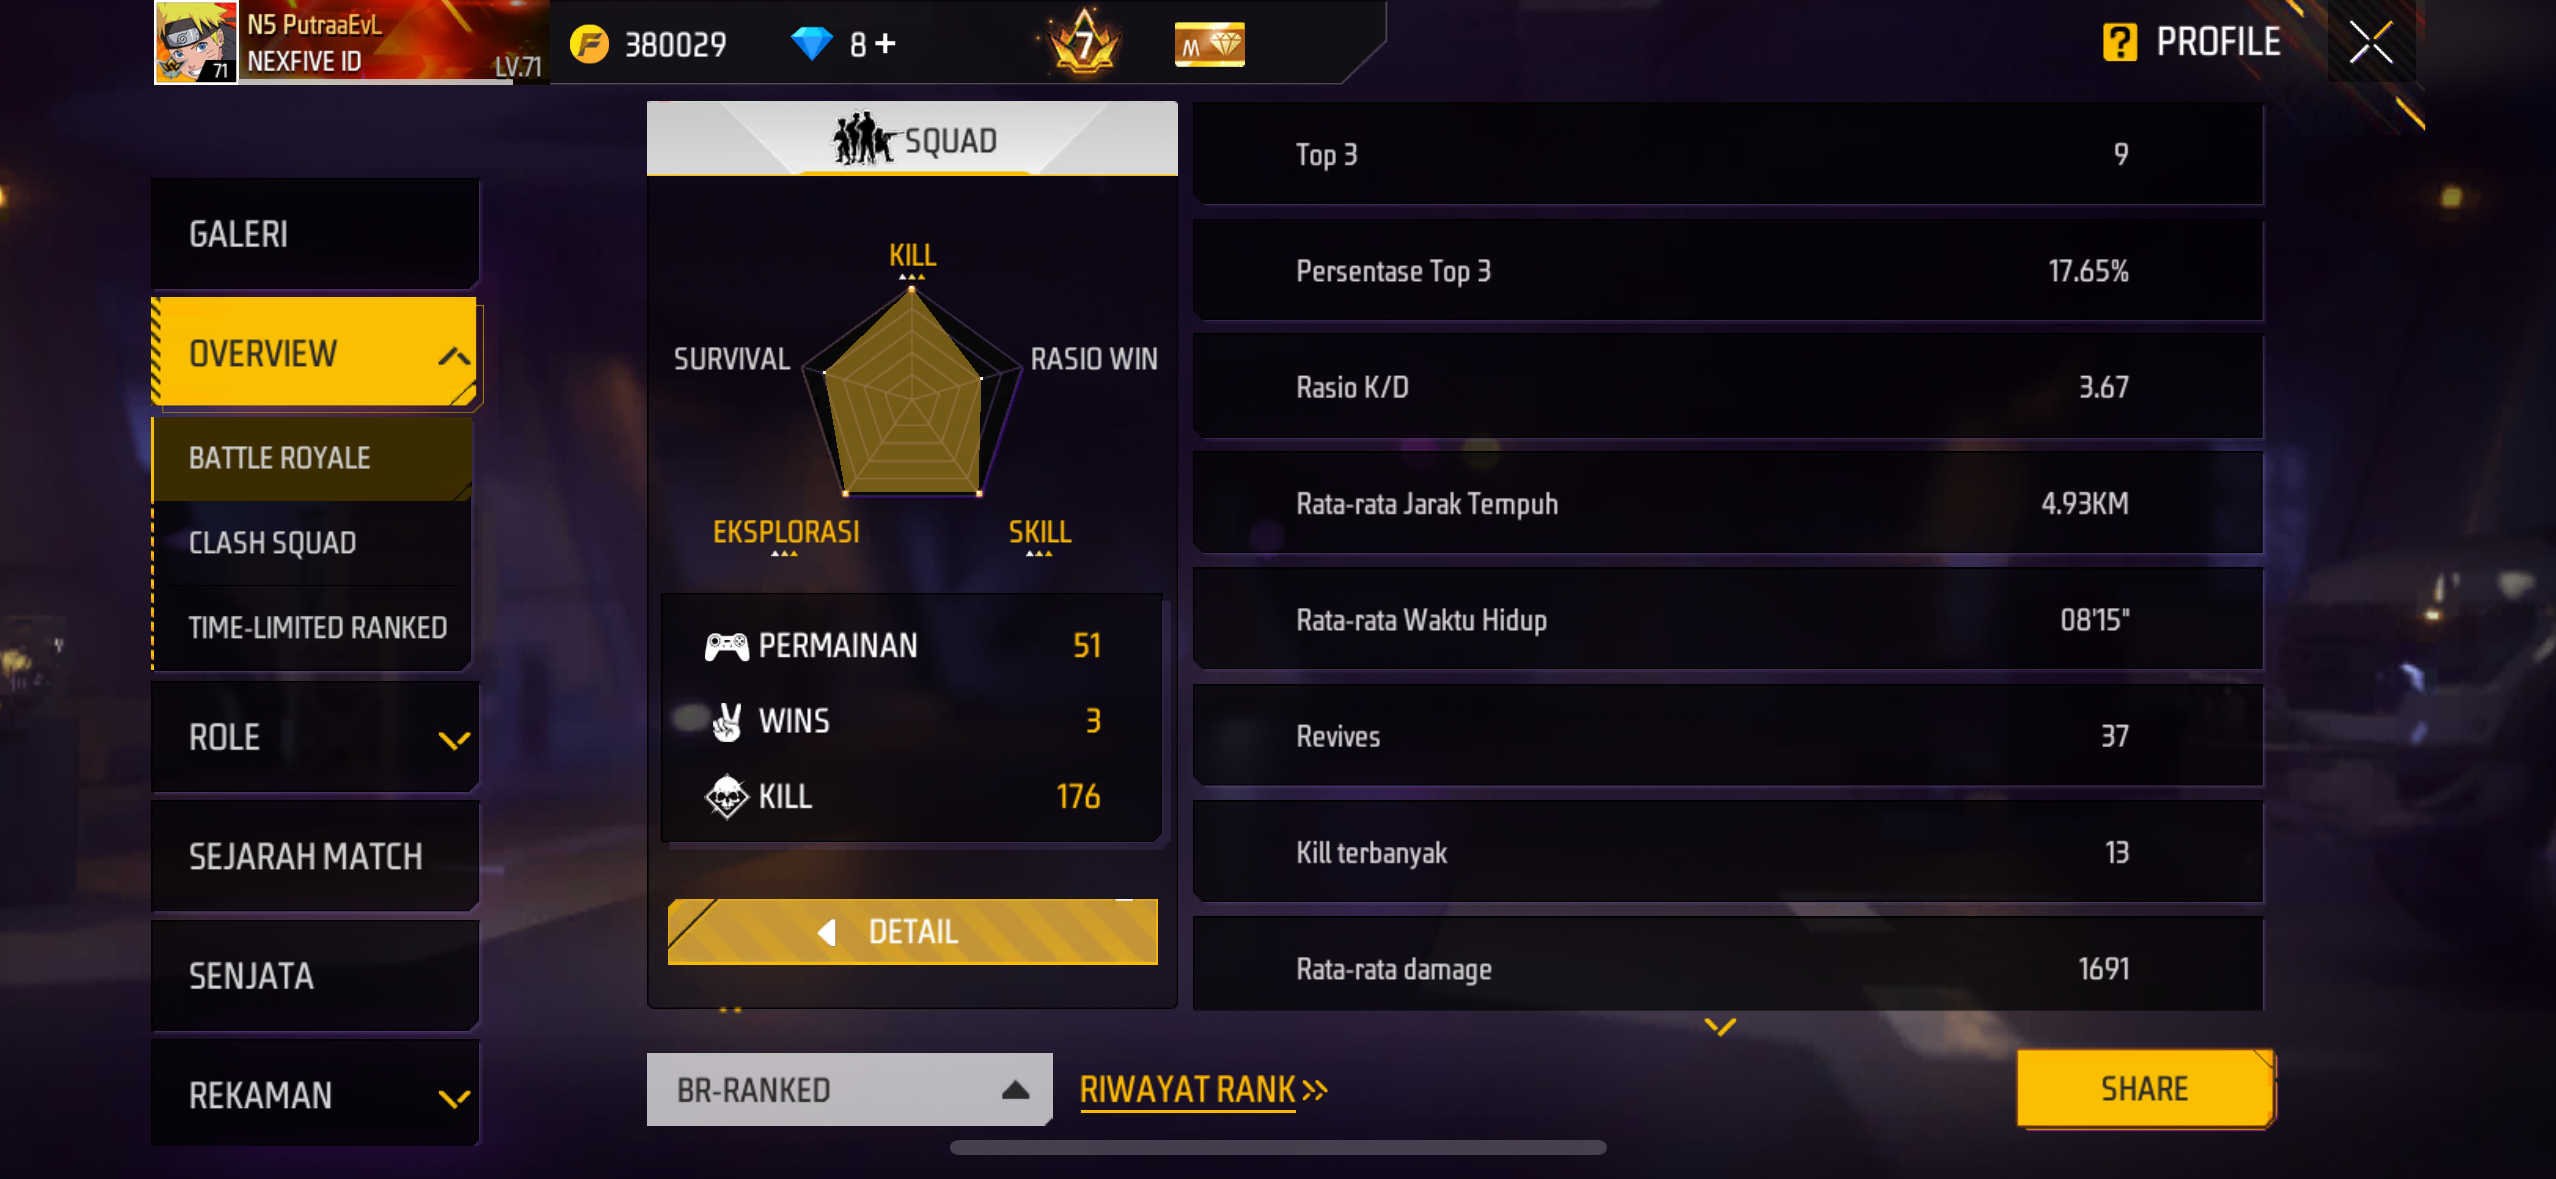 N5 PutraaEvL
NEXFIVE ID
LV.71
71
380029
8+
7
M
PROFILE
GALERI
OVERVIEW
BATTLE ROYALE
CLASH SQUAD
TIME-LIMITED RANKED
ROLE
SEJARAH MATCH
SENJATA
REKAMAN
SQUAD
KILL
SURVIVAL
RASIO WIN
EKSPLORASI
SKILL
PERMAINAN 51
WINS 3
KILL 176
DETAIL
BR-RANKED
RIWAYAT RANK
Top 3 9
Persentase Top 3 17.65%
Rasio K/D 3.67
Rata-rata Jarak Tempuh 4.93KM
Rata-rata Waktu Hidup 08'15"
Revives 37
Kill terbanyak 13
Rata-rata damage 1691
SHARE